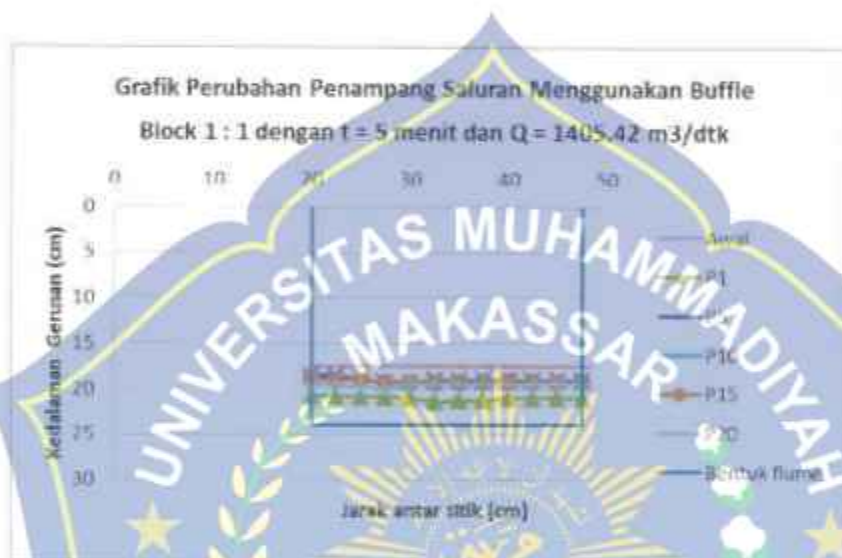 Grafik Perubahan Penampang Saluran Menggunakan Buffle
Block 1 : 1 dengan t = 5 menit dan Q = 1405.42 m3/dtk
0 10 20 30 40 50
0
5
10
15
20
25
30
Kedalaman Gerusan (cm)
Jarak antar titik (cm)
Awal
P1
P10
P15
P20
Bentuk flume
UNIVERSITAS MUHAMMADIYAH
MAKASSAR